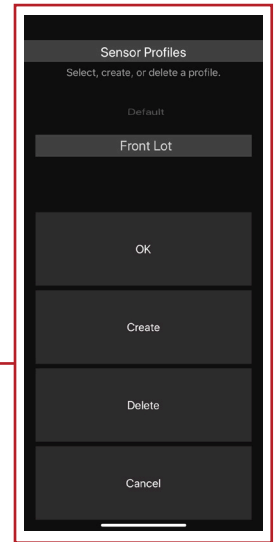 Sensor Profiles
Select, create, or delete a profile.
Default
Front Lot
OK
Create
Delete
Cancel